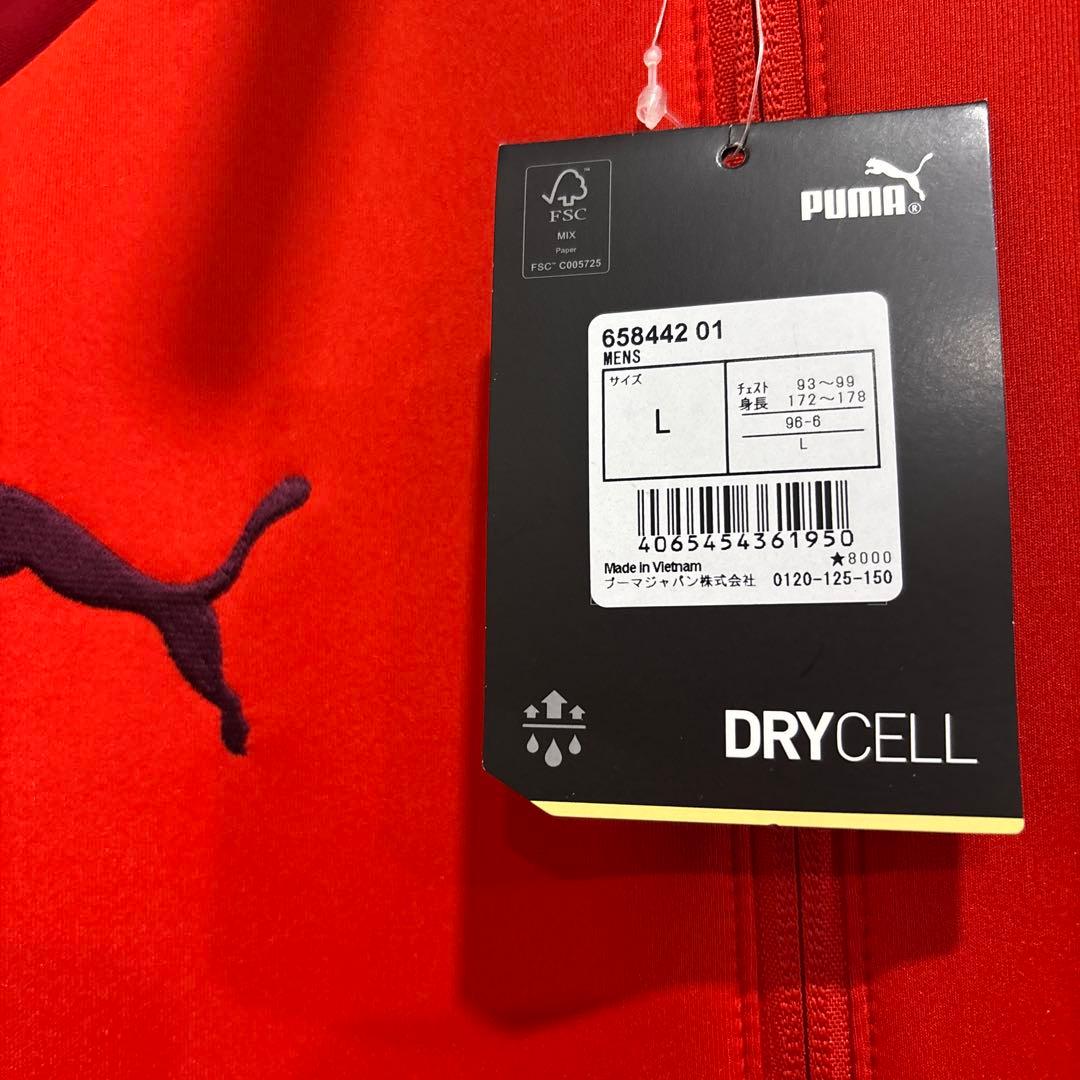 FSC
MIX
Paper
FSC™ C005725
PUMA®
658442 01
MENS
サイズ
L
チェスト 93～99
身長 172～178
96-6
L
4065454361950
★8000
Made in Vietnam
プーマジャパン株式会社 0120-125-150
DRYCELL